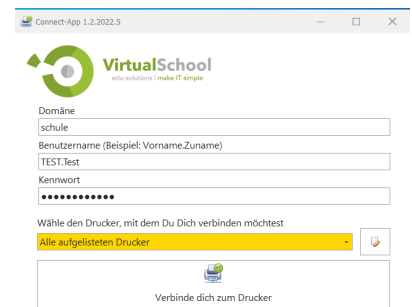 Connect-App 1.2.2022.5
VirtualSchool
edu-solutions I make IT simple
Domäne
schule
Benutzername (Beispiel: Vorname.Zuname)
TEST.Test
Kennwort
●●●●●●●●●●●●
Wähle den Drucker, mit dem Du Dich verbinden möchtest
Alle aufgelisteten Drucker
Verbinde dich zum Drucker